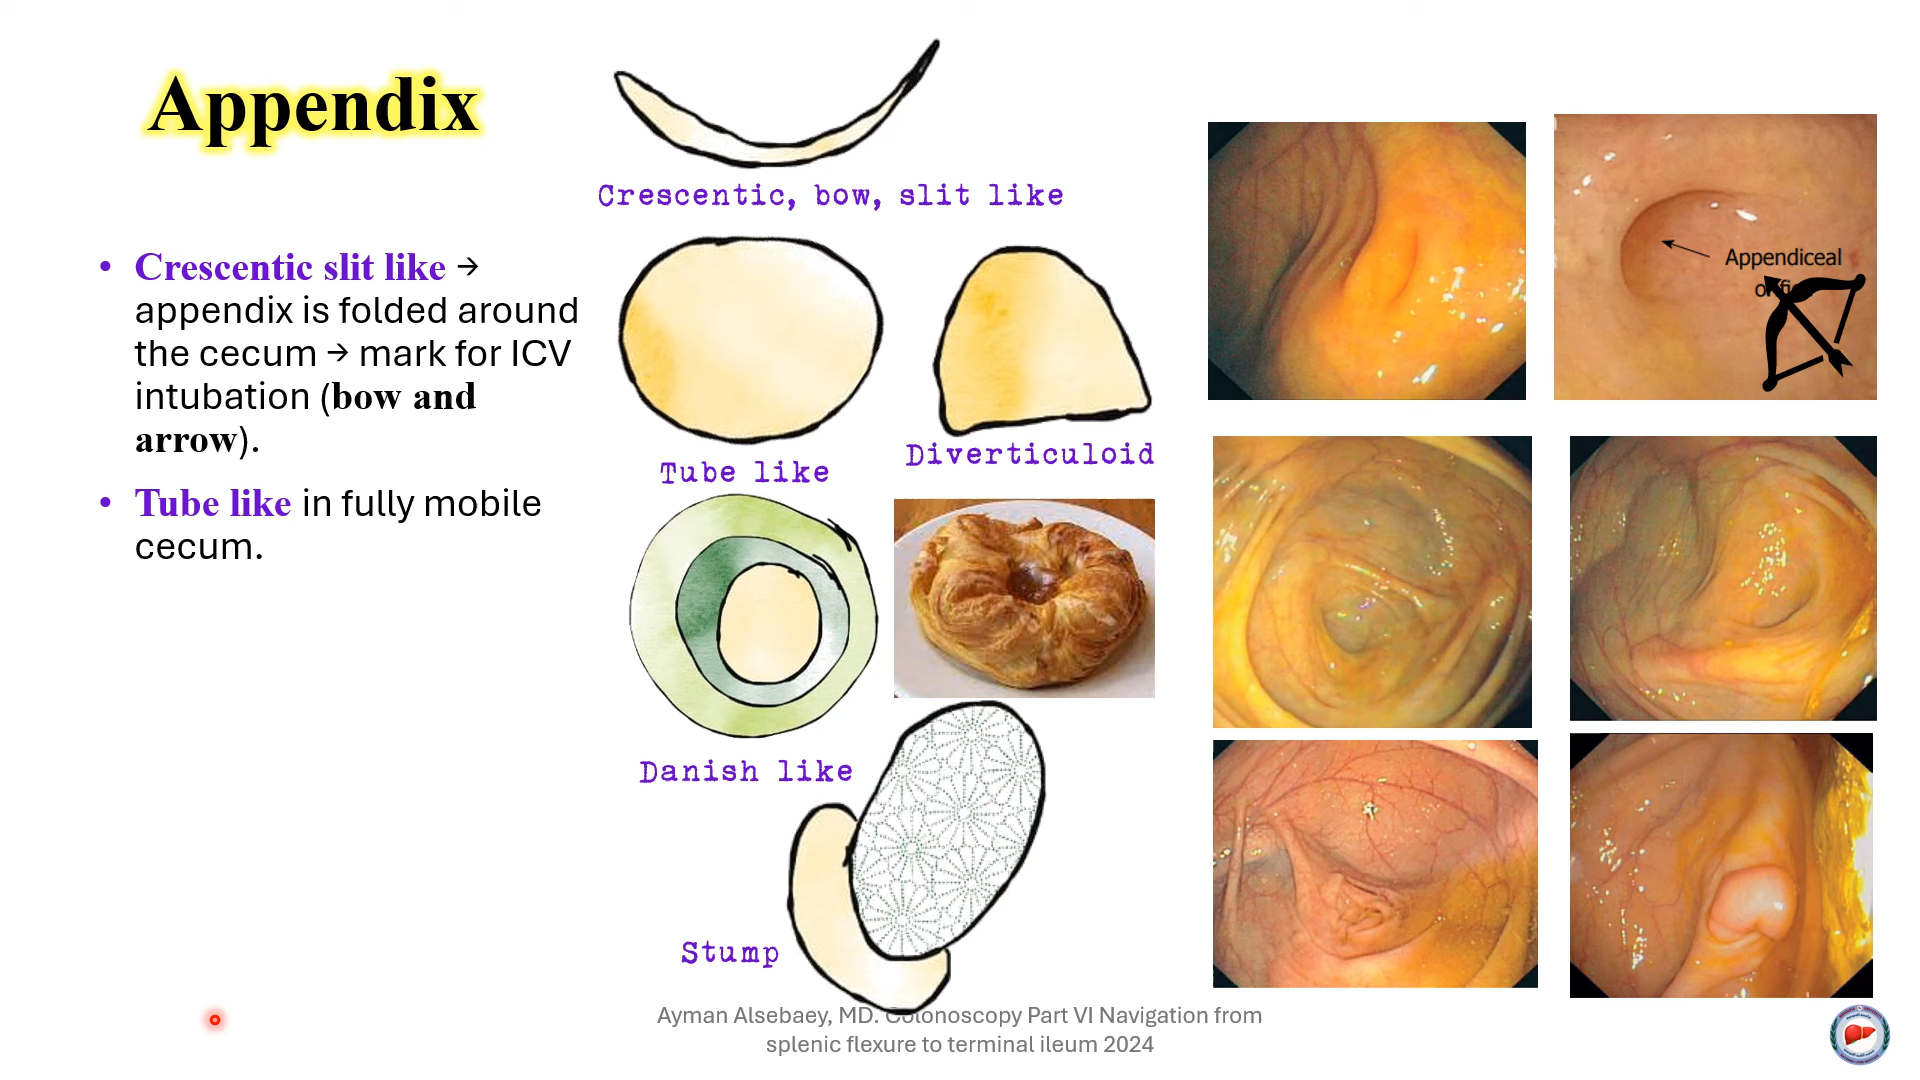 Appendix
• Crescentic slit like →
appendix is folded around
the cecum → mark for ICV
intubation (bow and
arrow).
• Tube like in fully mobile
cecum.
Crescentic, bow, slit like
Tube like
Diverticuloid
Danish like
Stump
Appendiceal
Ayman Alsebaey, MD. Colonoscopy Part VI Navigation from
splenic flexure to terminal ileum 2024